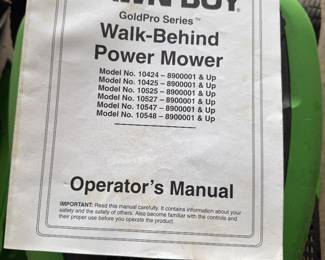 LAWN BOY
GoldPro Series™
Walk-Behind
Power Mower
Model No. 10424 – 8900001 & Up
Model No. 10425 – 8900001 & Up
Model No. 10525 – 8900001 & Up
Model No. 10527 – 8900001 & Up
Model No. 10547 – 8900001 & Up
Model No. 10548 – 8900001 & Up
Operator's Manual
IMPORTANT: Read this manual carefully. It contains information about your
safety and the safety of others. Also become familiar with the controls and
their proper use before you operate the product.